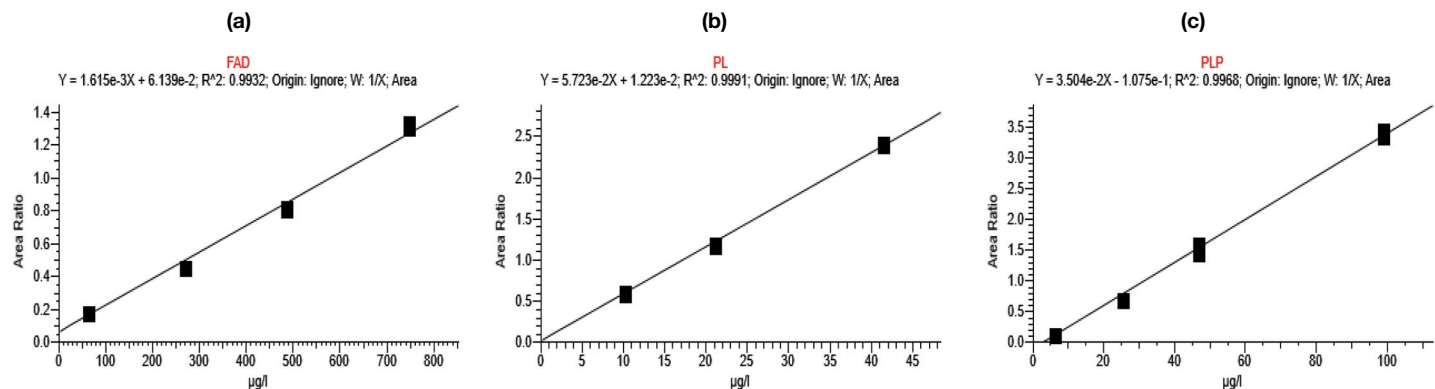 (a)
FAD
Y = 1.615e-3X + 6.139e-2; R^2: 0.9932; Origin: Ignore; W: 1/X; Area
1.4
1.2
1.0
0.8
0.6
0.4
0.2
0.0
Area Ratio
0 100 200 300 400 500 600 700 800
µg/l
(b)
PL
Y = 5.723e-2X + 1.223e-2; R^2: 0.9991; Origin: Ignore; W: 1/X; Area
2.5
2.0
1.5
1.0
0.5
0.0
Area Ratio
0 5 10 15 20 25 30 35 40 45
µg/l
(c)
PLP
Y = 3.504e-2X - 1.075e-1; R^2: 0.9968; Origin: Ignore; W: 1/X; Area
3.5
3.0
2.5
2.0
1.5
1.0
0.5
0.0
Area Ratio
0 20 40 60 80 100
µg/l